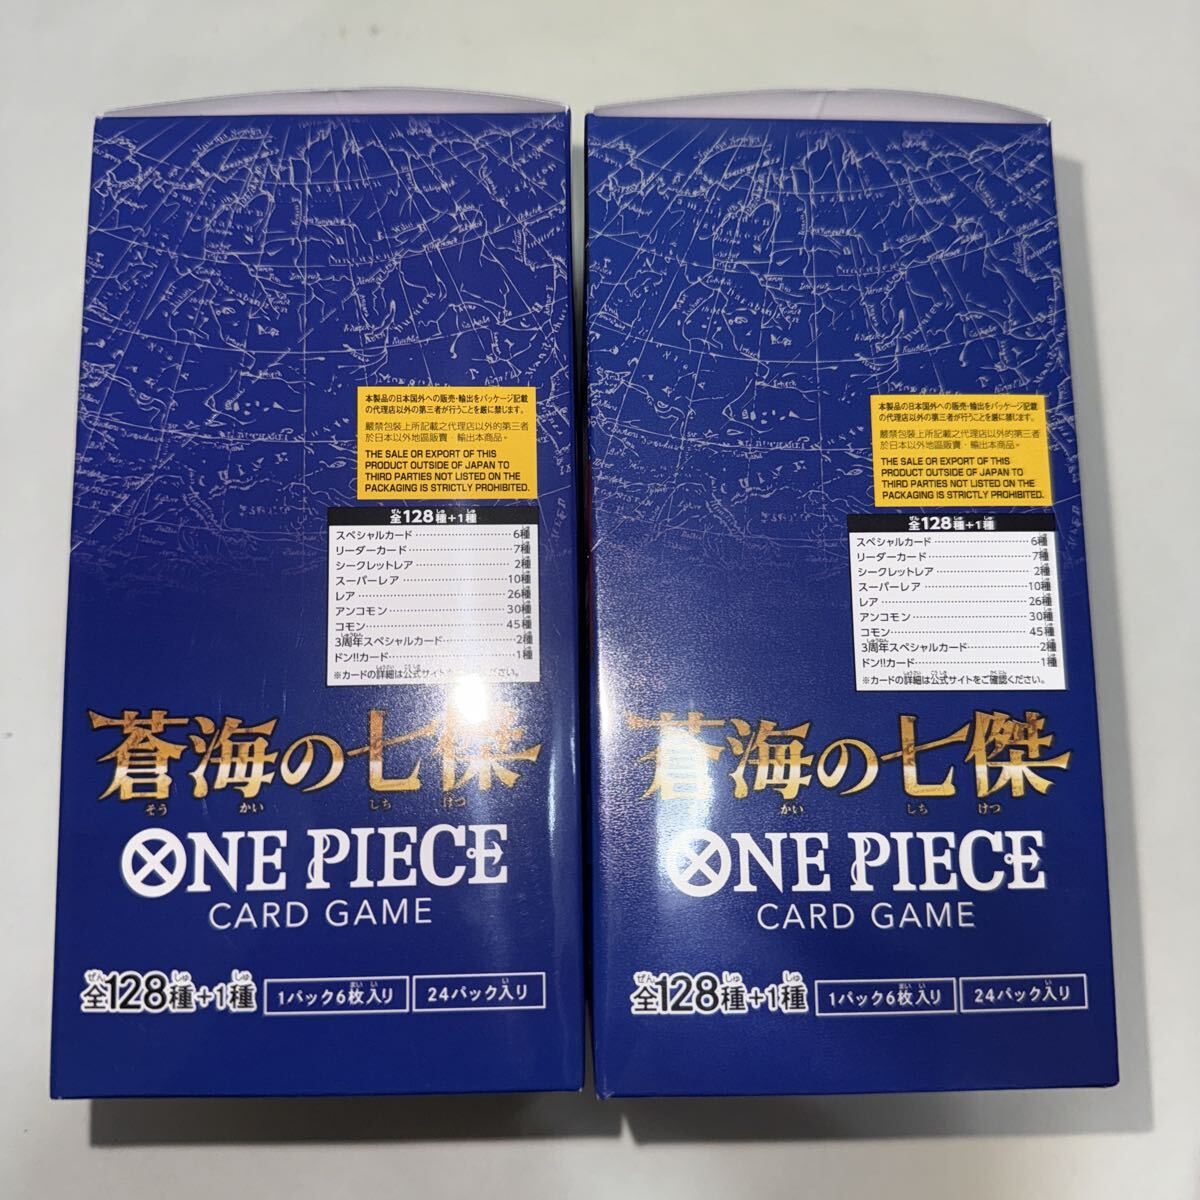 本製品の日本国外への販売・輸出をパッケージ記載
の代理店以外の第三者が行うことを厳に禁じます。
嚴禁包裝上所記載之代理店以外的第三者
於日本以外地區販賣・輸出本商品。
THE SALE OR EXPORT OF THIS
PRODUCT OUTSIDE OF JAPAN TO
THIRD PARTIES NOT LISTED ON THE
PACKAGING IS STRICTLY PROHIBITED.
全128種+1種
スペシャルカード 6種
リーダーカード 7種
シークレットレア 2種
スーパーレア 10種
レア 26種
アンコモン 30種
コモン 45種
3周年スペシャルカード 2種
ドン!!カード 1種
※カードの詳細は公式サイトを ください。
蒼海の七傑
そう かい しち けつ
ONE PIECE
CARD GAME
全128種+1種 1パック6枚入り 24パック入り
本製品の日本国外への販売・輸出をパッケージ記載
の代理店以外の第三者が行うことを厳に禁じます。
嚴禁包裝上所記載之代理店以外的第三者
於日本以外地區販賣・輸出本商品。
THE SALE OR EXPORT OF THIS
PRODUCT OUTSIDE OF JAPAN TO
THIRD PARTIES NOT LISTED ON THE
PACKAGING IS STRICTLY PROHIBITED.
全128種+1種
スペシャルカード 6種
リーダーカード 7種
シークレットレア 2種
スーパーレア 10種
レア 26種
アンコモン 30種
コモン 45種
3周年スペシャルカード 2種
ドン!!カード 1種
※カードの詳細は公式サイトをご確認ください。
蒼海の七傑
かい しち けつ
ONE PIECE
CARD GAME
全128種+1種 1パック6枚入り 24パック入り